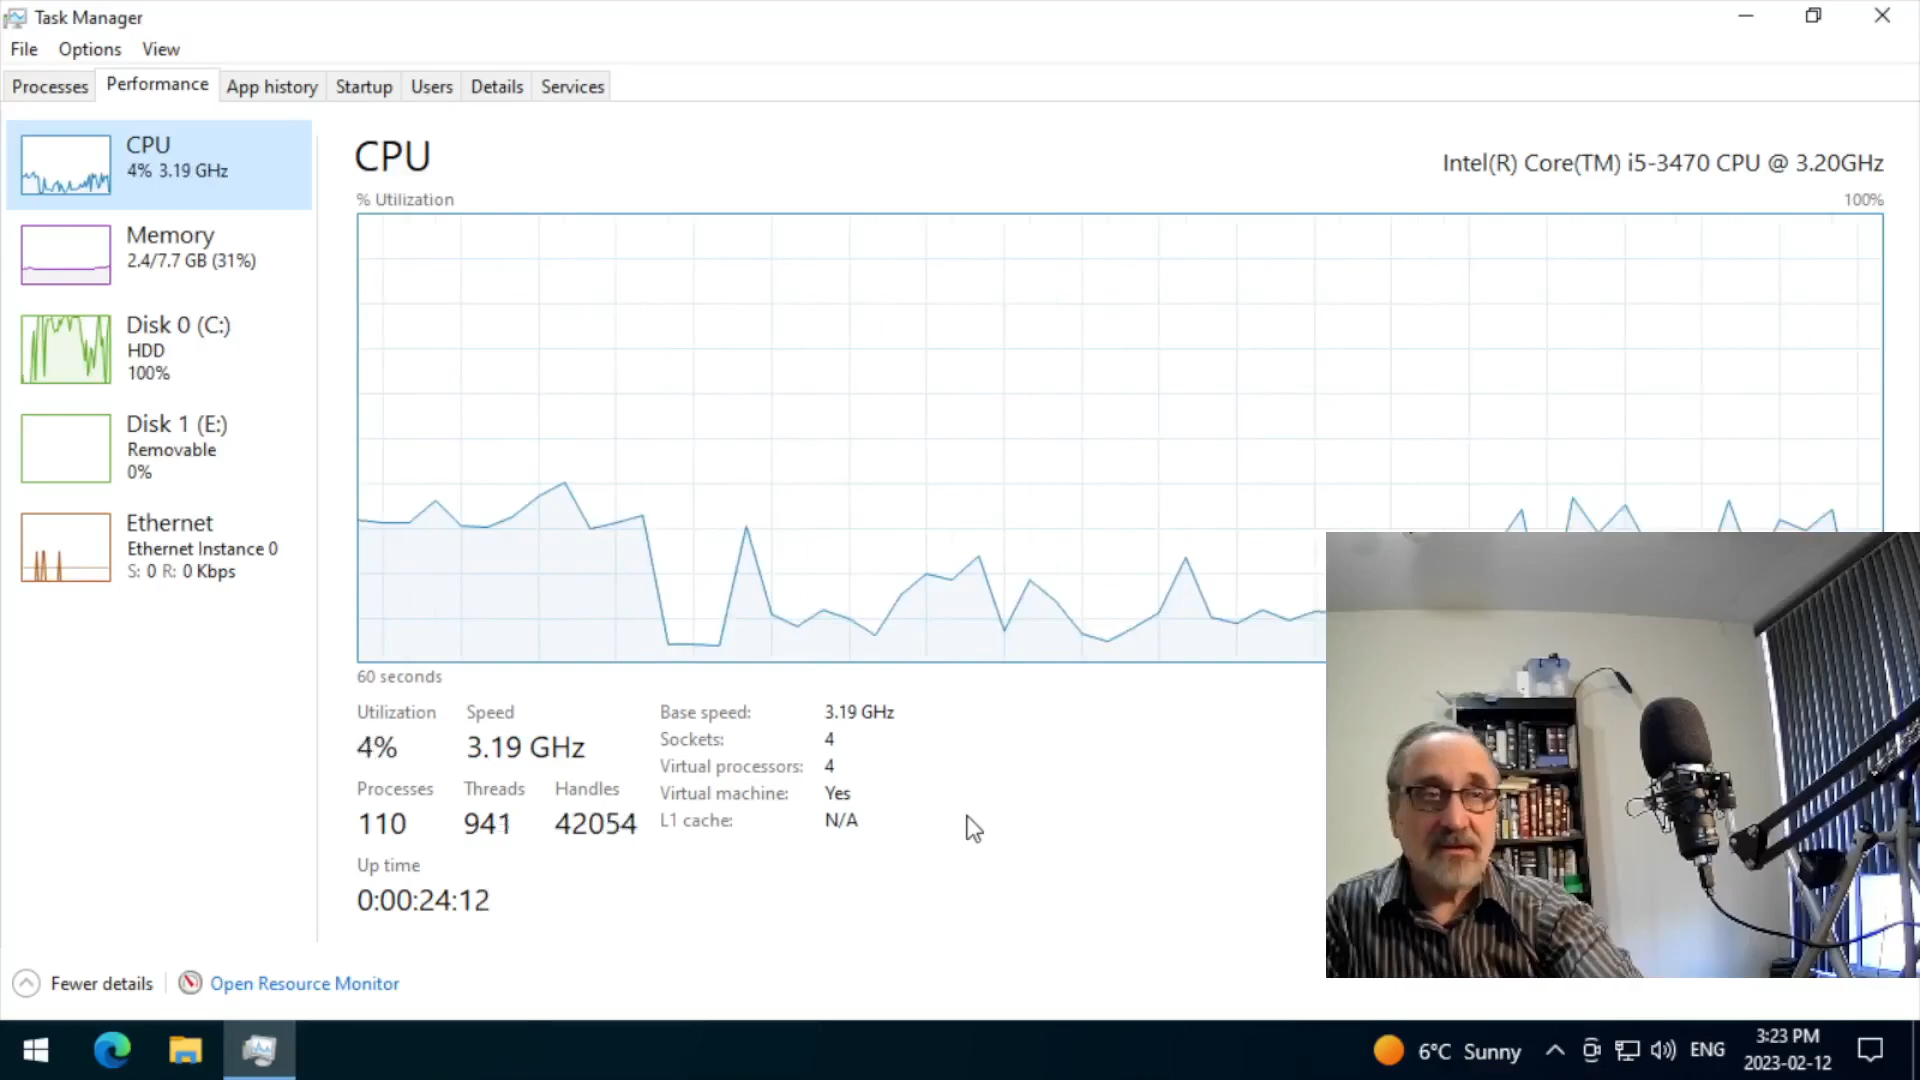 Task Manager
File Options View
Processes Performance App history Startup Users Details Services
CPU
4% 3.19 GHz
Memory
2.4/7.7 GB (31%)
Disk 0 (C:)
HDD
100%
Disk 1 (E:)
Removable
0%
Ethernet
Ethernet Instance 0
S: 0 R: 0 Kbps
CPU
Intel(R) Core(TM) i5-3470 CPU @ 3.20GHz
% Utilization 100%
60 seconds
Utilization Speed
4% 3.19 GHz
Processes Threads Handles
110 941 42054
Up time
0:00:24:12
Base speed: 3.19 GHz
Sockets: 4
Virtual processors: 4
Virtual machine: Yes
L1 cache: N/A
Fewer details Open Resource Monitor
6°C Sunny ENG 3:23 PM
2023-02-12